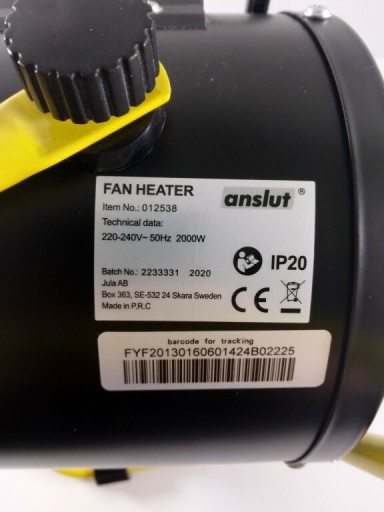 FAN HEATER
anslut®
Item No.: 012538
Technical data:
220-240V~ 50Hz 2000W
IP20
Batch No.: 2233331 2020
Jula AB
Box 363, SE-532 24 Skara Sweden
Made in P.R.C
CE
barcode for tracking
FYF20130160601424B02225